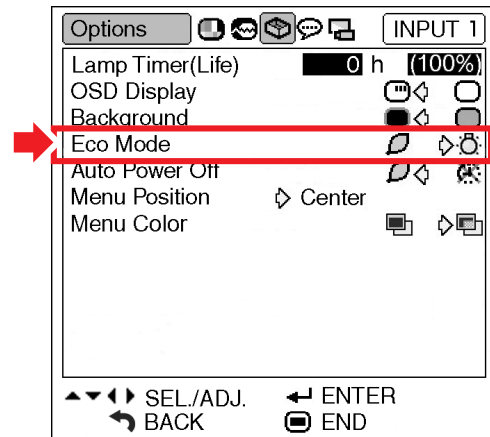 Options INPUT 1
Lamp Timer(Life) 0 h (100%)
OSD Display
Background
Eco Mode
Auto Power Off
Menu Position Center
Menu Color
SEL./ADJ. ENTER
BACK END